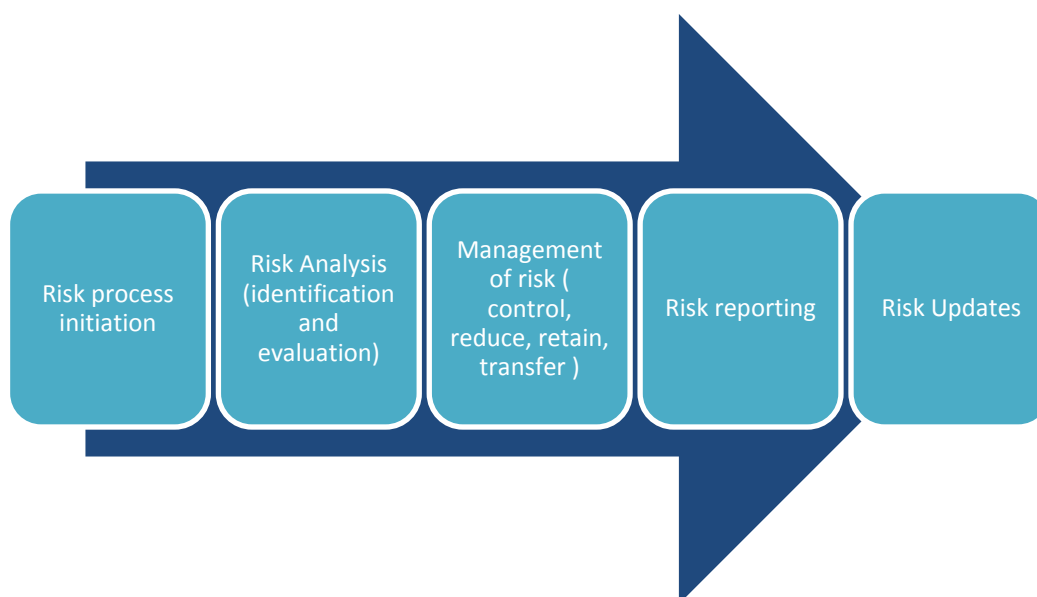 Risk process
initiation
Risk Analysis
(identification
and
evaluation)
Management
of risk (
control,
reduce, retain,
transfer )
Risk reporting
Risk Updates